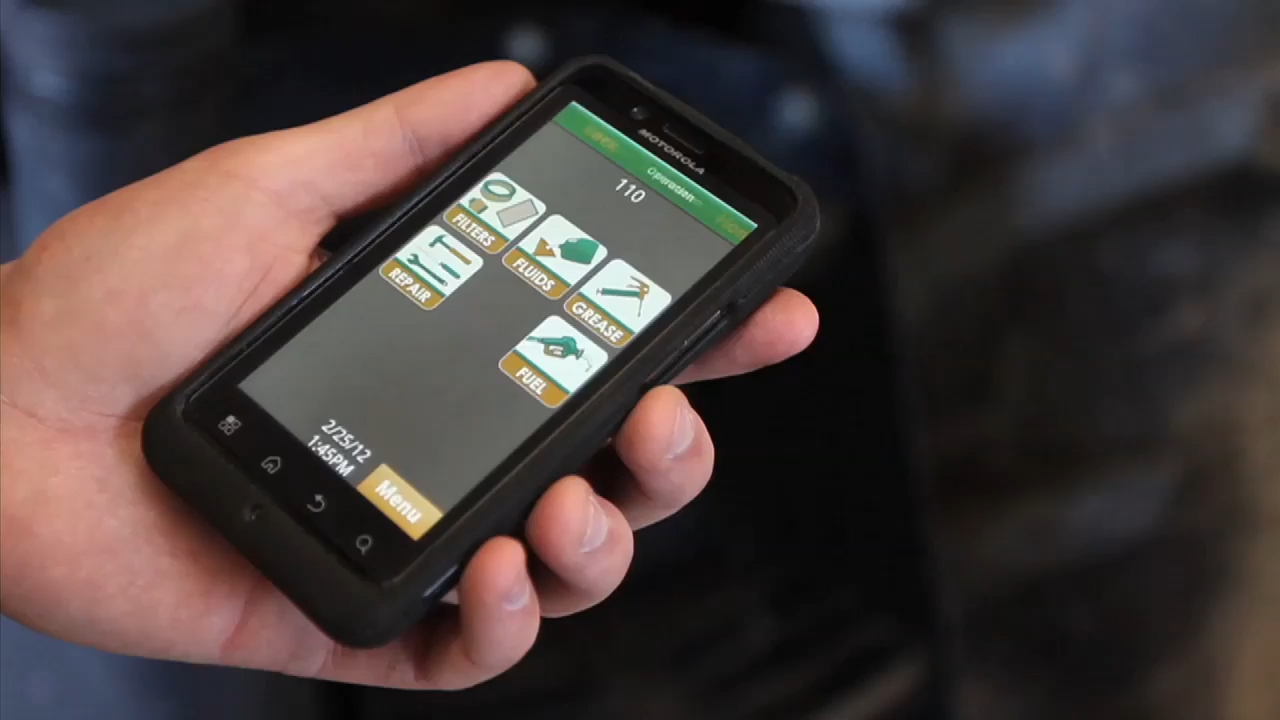 MOTOROLA
Operation
110
FILTERS
FLUIDS
GREASE
REPAIR
FUEL
2/25/12
1:45PM
Menu